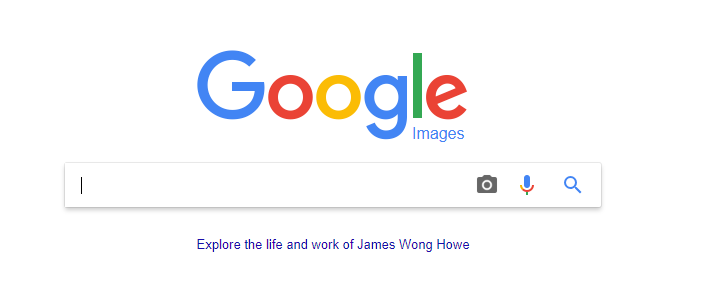 Google
Images
Explore the life and work of James Wong Howe